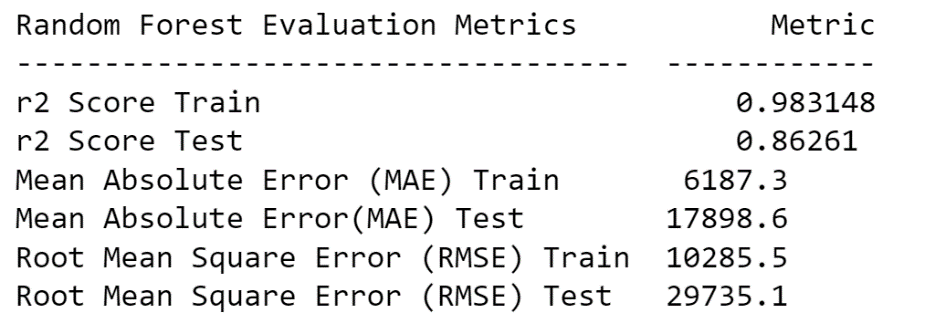 Random Forest Evaluation Metrics Metric
----------------------------------- ------------
r2 Score Train 0.983148
r2 Score Test 0.86261
Mean Absolute Error (MAE) Train 6187.3
Mean Absolute Error(MAE) Test 17898.6
Root Mean Square Error (RMSE) Train 10285.5
Root Mean Square Error (RMSE) Test 29735.1